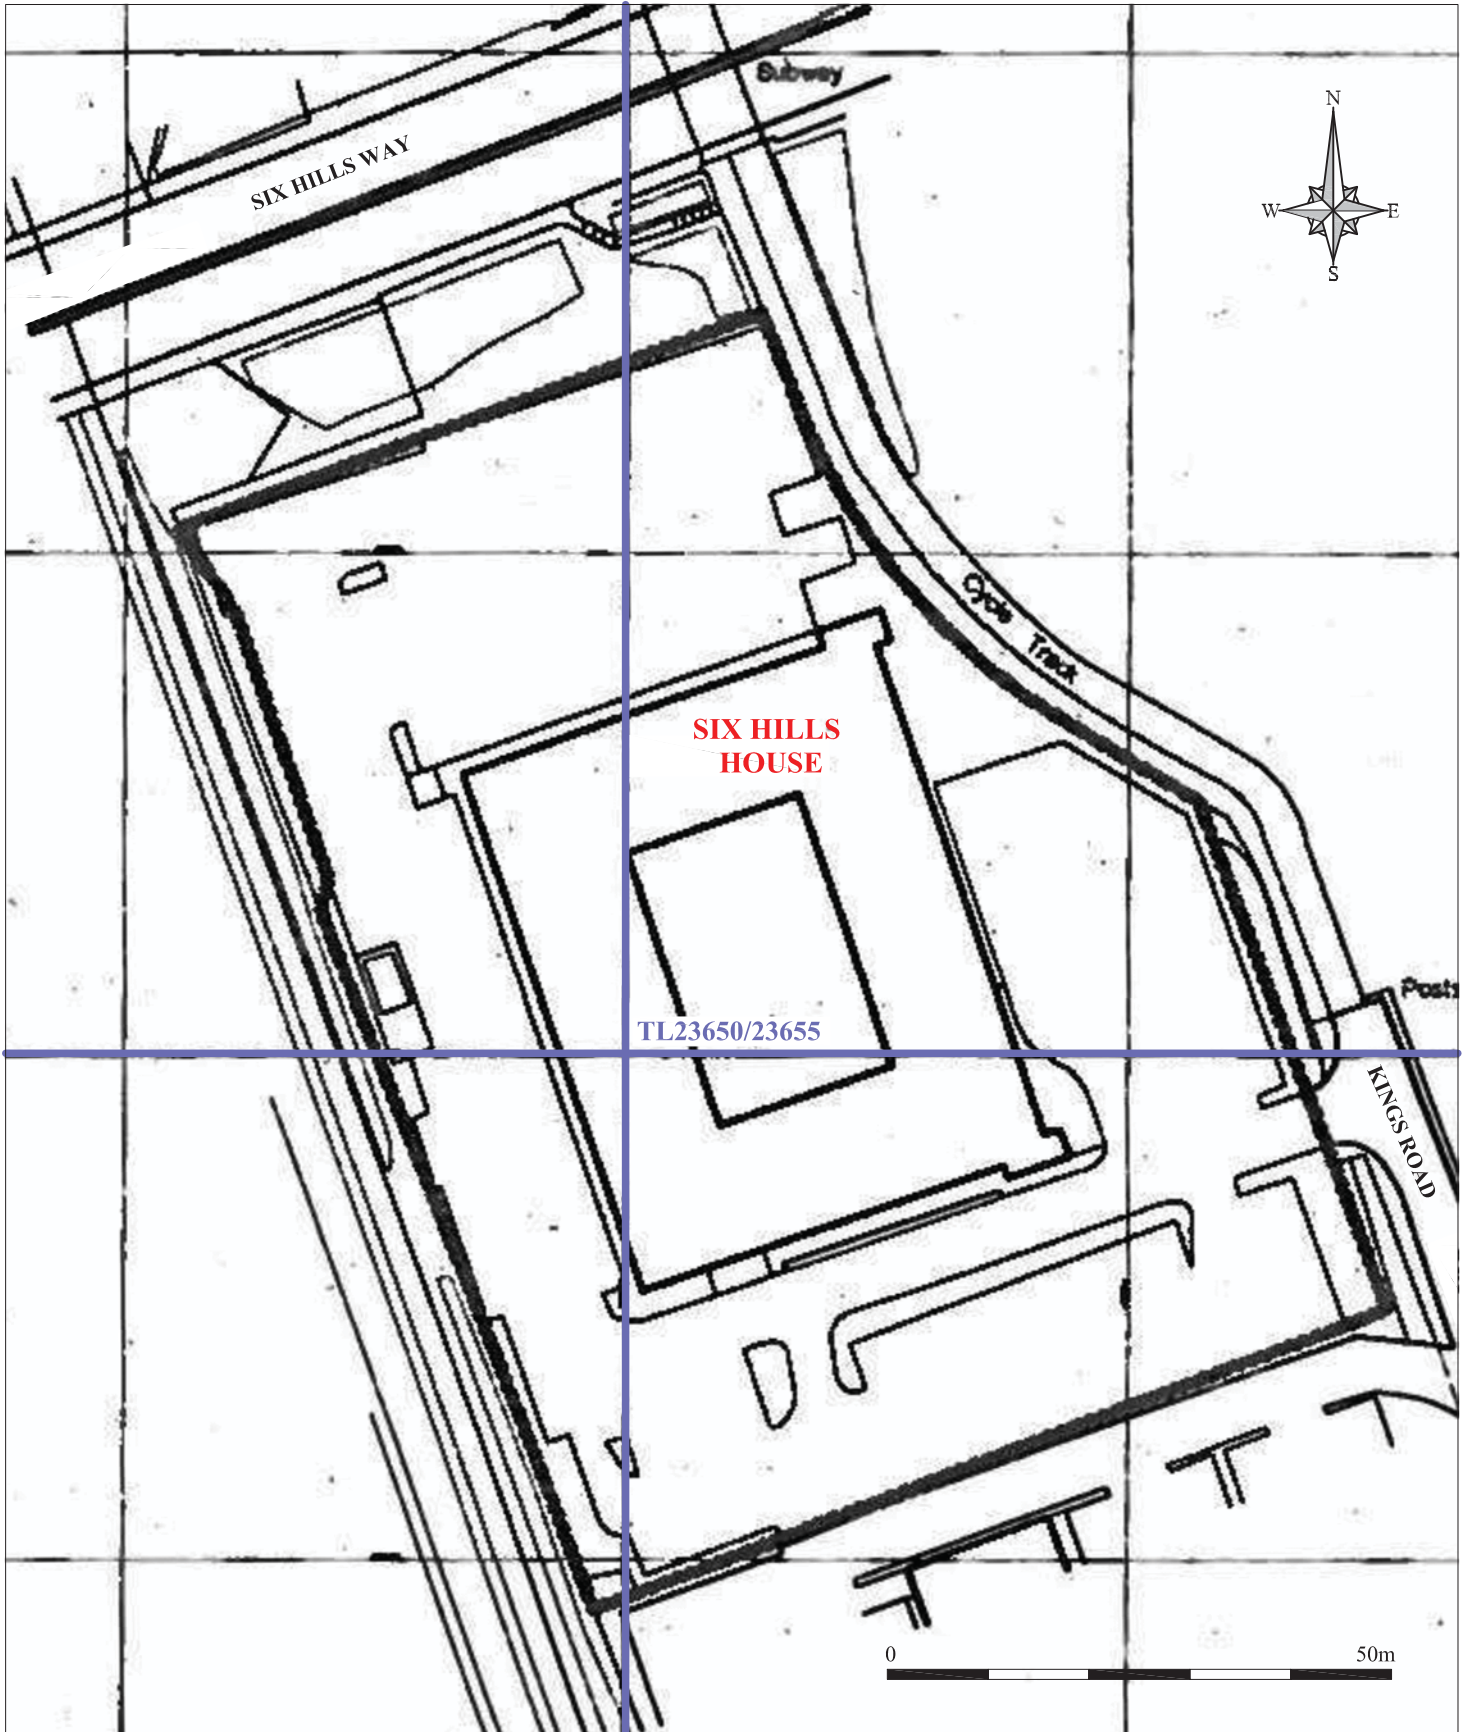 Subway
N
SIX HILLS WAY
W
E
S
Cycle Track
SIX HILLS
HOUSE
Posts
TL23650/23655
KINGS ROAD
0
50m